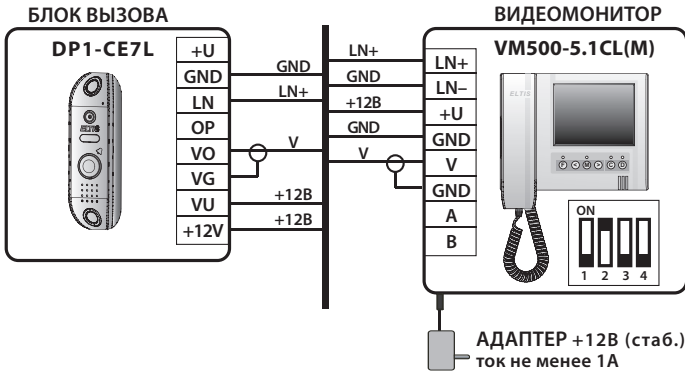 БЛОК ВЫЗОВА
DP1-CE7L
+U
GND
LN
OP
VO
VG
VU
+12V
GND
LN+
V
+12В
+12В
ELTIS
ВИДЕОМОНИТОР
VM500-5.1CL(M)
LN+
GND
+12В
GND
V
LN+
LN–
+U
GND
V
GND
A
B
ELTIS
ON
1 2 3 4
АДАПТЕР +12В (стаб.)
ток не менее 1А